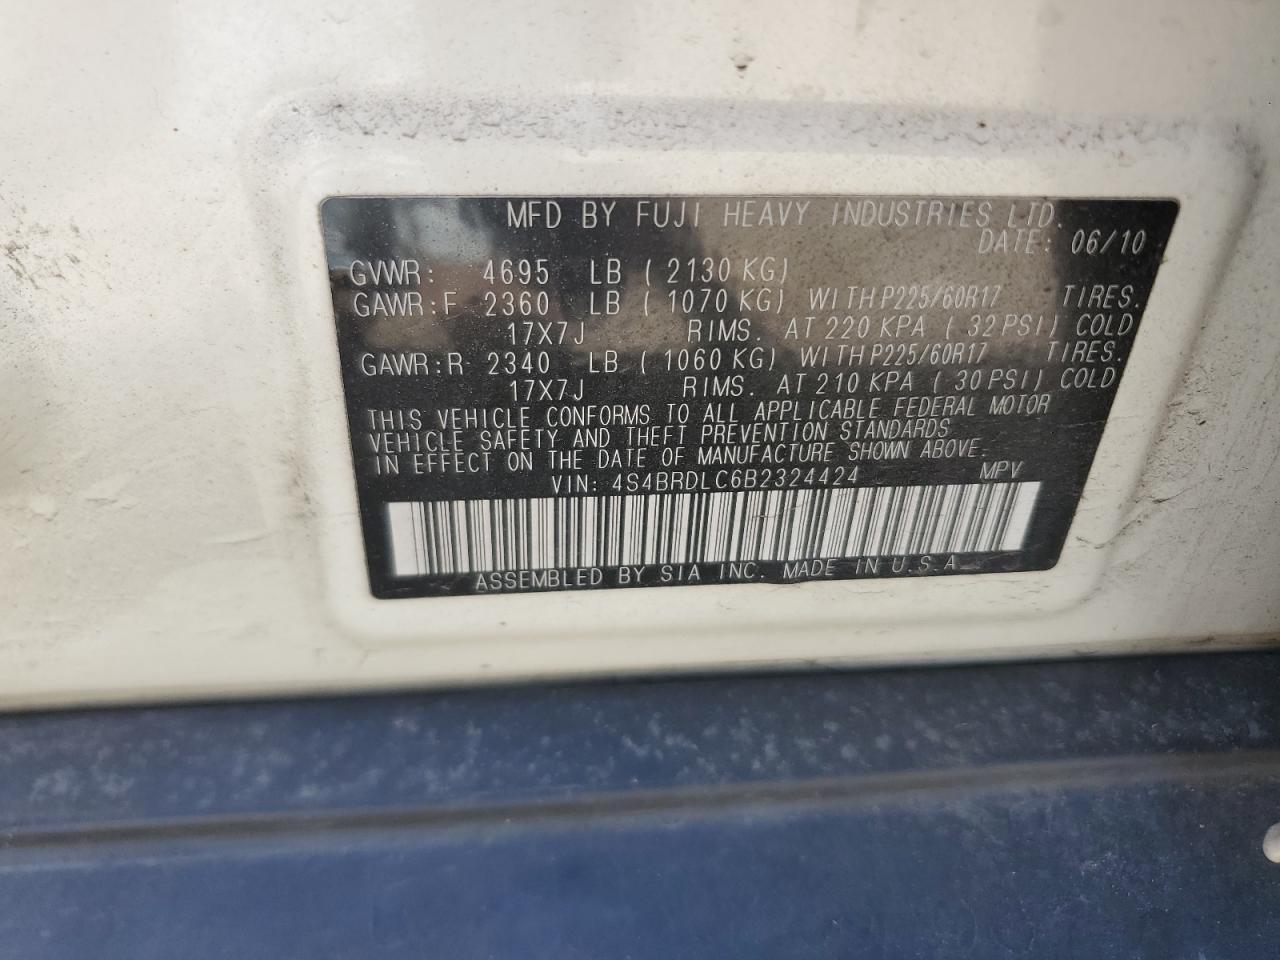 MFD BY FUJI HEAVY INDUSTRIES LTD.
DATE: 06/10
GVWR: 4695 LB ( 2130 KG)
GAWR:F 2360 LB ( 1070 KG) WITH P225/60R17 TIRES.
17X7J RIMS. AT 220 KPA ( 32 PSI) COLD
GAWR:R 2340 LB ( 1060 KG) WITH P225/60R17 TIRES.
17X7J RIMS. AT 210 KPA ( 30 PSI) COLD
THIS VEHICLE CONFORMS TO ALL APPLICABLE FEDERAL MOTOR
VEHICLE SAFETY AND THEFT PREVENTION STANDARDS
IN EFFECT ON THE DATE OF MANUFACTURE SHOWN ABOVE.
VIN: 4S4BRDLC6B2324424 MPV
ASSEMBLED BY SIA INC. MADE IN U.S.A